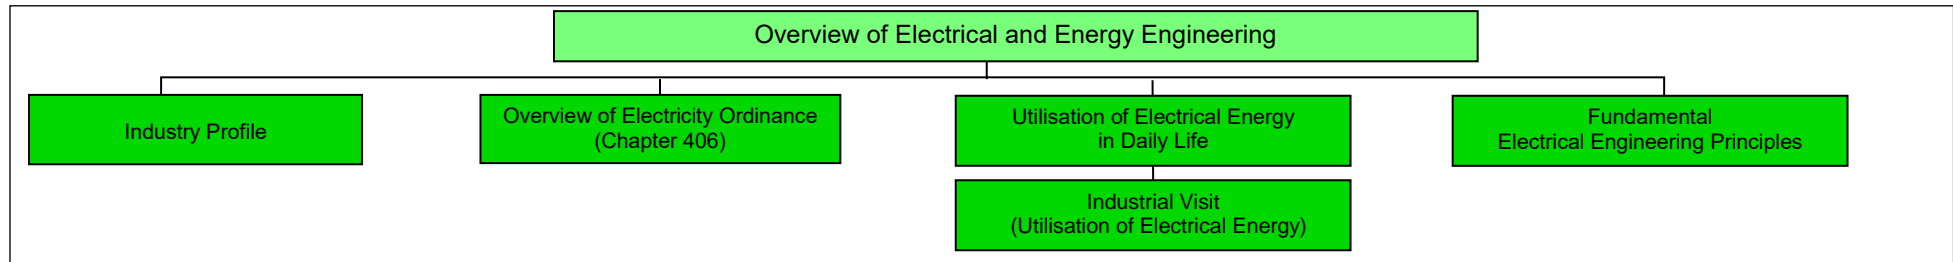 Overview of Electrical and Energy Engineering
Industry Profile
Overview of Electricity Ordinance
(Chapter 406)
Utilisation of Electrical Energy
in Daily Life
Fundamental
Electrical Engineering Principles
Industrial Visit
(Utilisation of Electrical Energy)